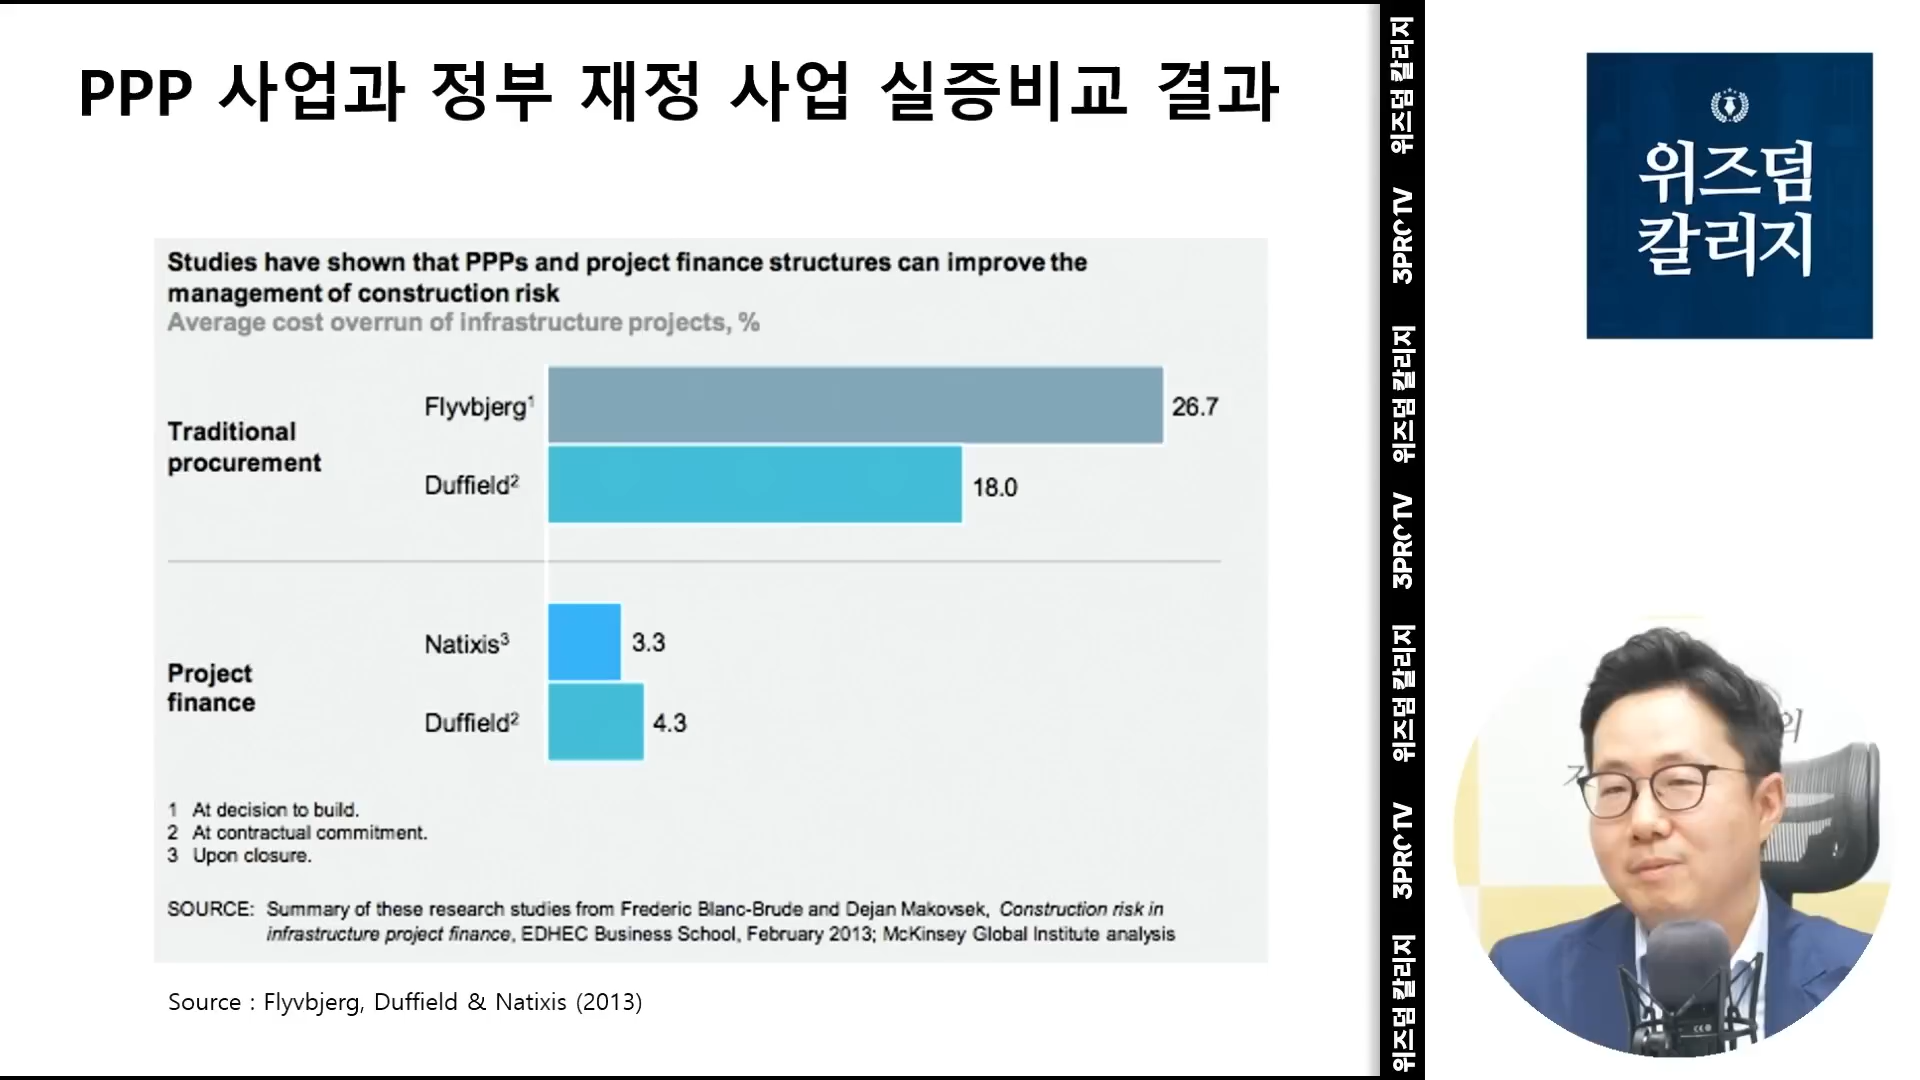 PPP 사업과 정부 재정 사업 실증비교 결과
Studies have shown that PPPs and project finance structures can improve the
management of construction risk
Average cost overrun of infrastructure projects, %
Traditional
procurement
Flyvbjerg¹
26.7
Duffield²
18.0
Project
finance
Natixis³
3.3
Duffield²
4.3
1 At decision to build.
2 At contractual commitment.
3 Upon closure.
SOURCE: Summary of these research studies from Frederic Blanc-Brude and Dejan Makovsek, Construction risk in
infrastructure project finance, EDHEC Business School, February 2013; McKinsey Global Institute analysis
Source : Flyvbjerg, Duffield & Natixis (2013)
위즈덤 칼리지
3PROTV
위즈덤 칼리지
3PROTV
위즈덤 칼리지
3PROTV
위즈덤 칼리지
위즈덤
칼리지
의